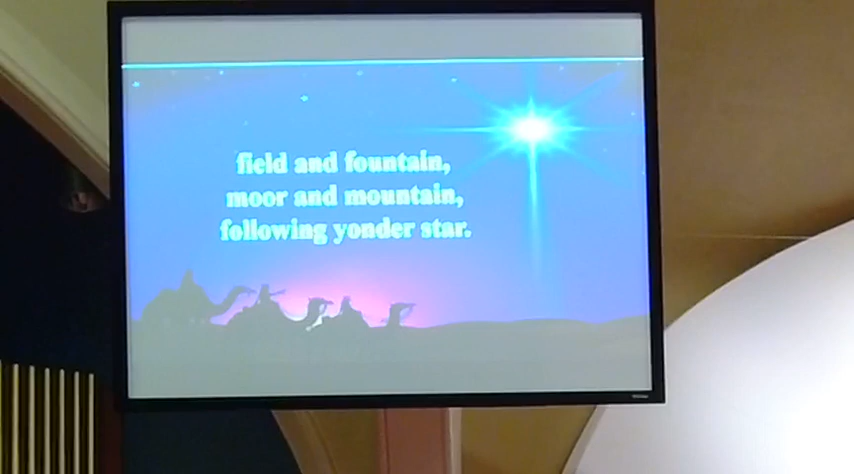 field and fountain,
moor and mountain,
following yonder star.